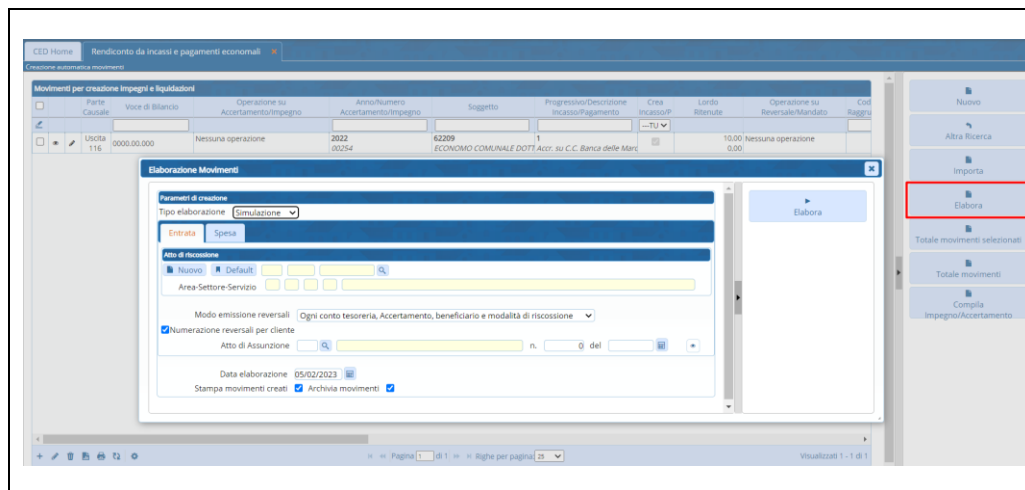 CED Home Rendiconto da incassi e pagamenti economali
Creazione automatica movimenti
Movimenti per creazione impegni e liquidazioni
Parte Causale Voce di Bilancio Operazione su Accertamento/Impegno Anno/Numero Accertamento/Impegno Soggetto Progressivo/Descrizione Incasso/Pagamento Crea Incasso/P Lordo Ritenute Operazione su Reversale/Mandato Cod Raggru
---TU
Uscita 116 0000,00,000 Nessuna operazione 2022 00254 62209 ECONOMO COMUNALE DOTT 1 Accr. su C.C. Banca delle Marc 10,00 0,00 Nessuna operazione
Nuovo
Altra Ricerca
Importa
Elabora
Totale movimenti selezionati
Totale movimenti
Compila Impegno/Accertamento
Elaborazione Movimenti
Parametri di creazione
Tipo elaborazione Simulazione
Elabora
Entrata Spesa
Atto di riscossione
Nuovo Default
Area-Settore-Servizio
Modo emissione reversali Ogni conto tesoreria, Accertamento, beneficiario e modalità di riscossione
Numerazione reversali per cliente
Atto di Assunzione n. 0 del
Data elaborazione 05/02/2023
Stampa movimenti creati Archivia movimenti
Pagina 1 di 1 Righe per pagina 25 Visualizzati 1 - 1 di 1